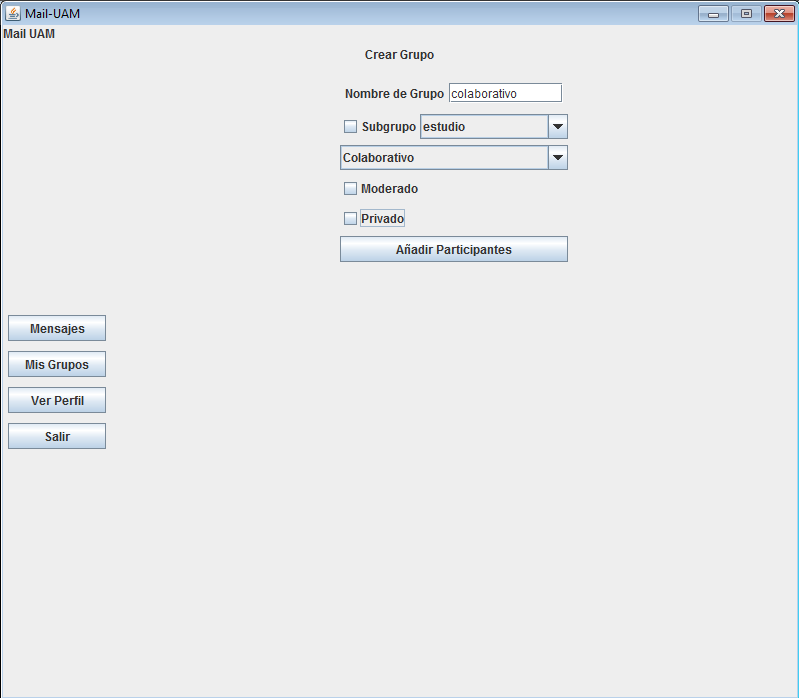 Mail-UAM
Mail UAM
Crear Grupo
Nombre de Grupo colaborativo
Subgrupo estudio
Colaborativo
Moderado
Privado
Añadir Participantes
Mensajes
Mis Grupos
Ver Perfil
Salir